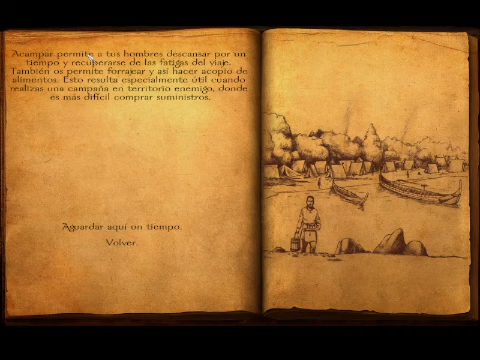 Acampar permite a tus hombres descansar por un
tiempo y recuperarse de las fatigas del viaje.
También os permite forrajear y así hacer acopio de
alimentos. Esto resulta especialmente útil cuando
realizas una campaña en territorio enemigo, donde
es más difícil comprar suministros.
Aguardar aquí un tiempo.
Volver.